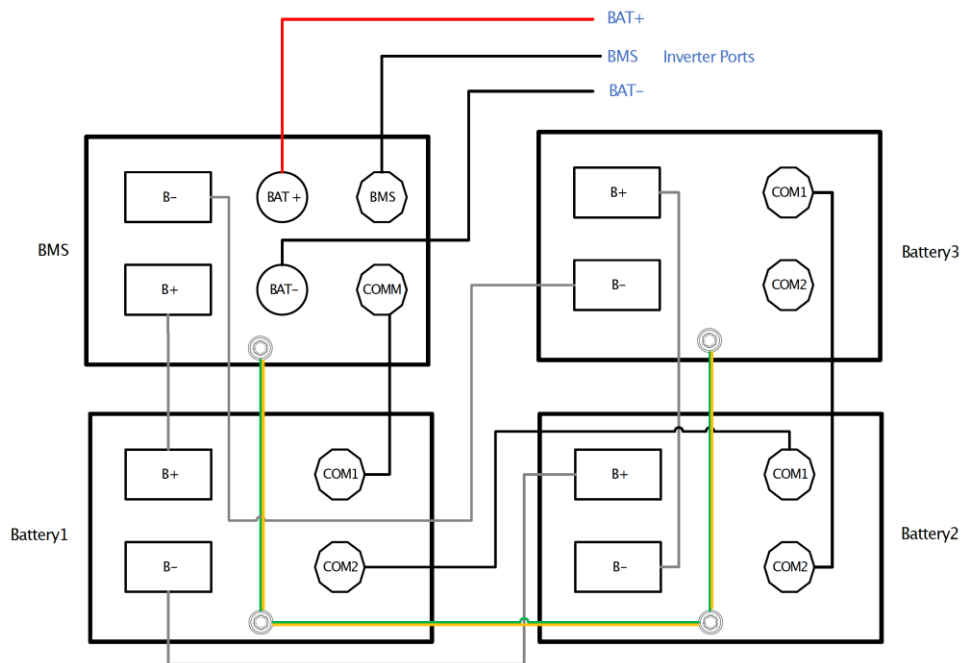 BAT+
BMS Inverter Ports
BAT-
B- BAT + BMS
BMS
B+ BAT- COMM
B+ COM1
Battery3
B- COM2
B+ COM1
Battery1
B- COM2
B+ COM1
Battery2
B- COM2